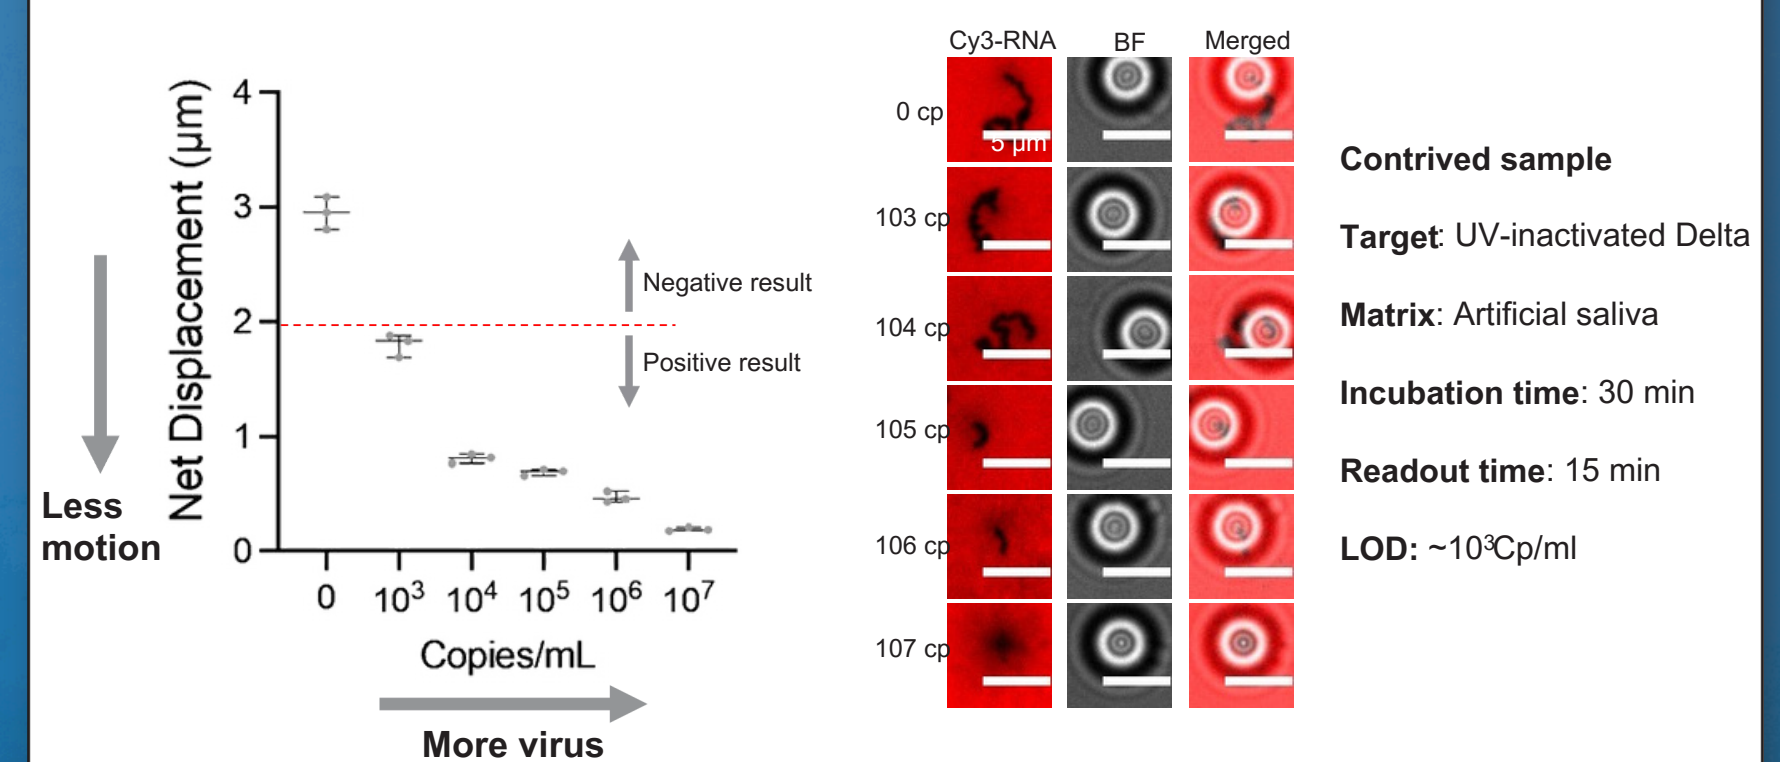 Net Displacement (μm)
4
3
2
1
0
0
10³
10⁴
10⁵
10⁶
10⁷
Copies/mL
Less
motion
More virus
Negative result
Positive result
Cy3-RNA
BF
Merged
0 cp
5 μm
103 cp
104 cp
105 cp
106 cp
107 cp
Contrived sample
Target: UV-inactivated Delta
Matrix: Artificial saliva
Incubation time: 30 min
Readout time: 15 min
LOD: ~10³Cp/ml